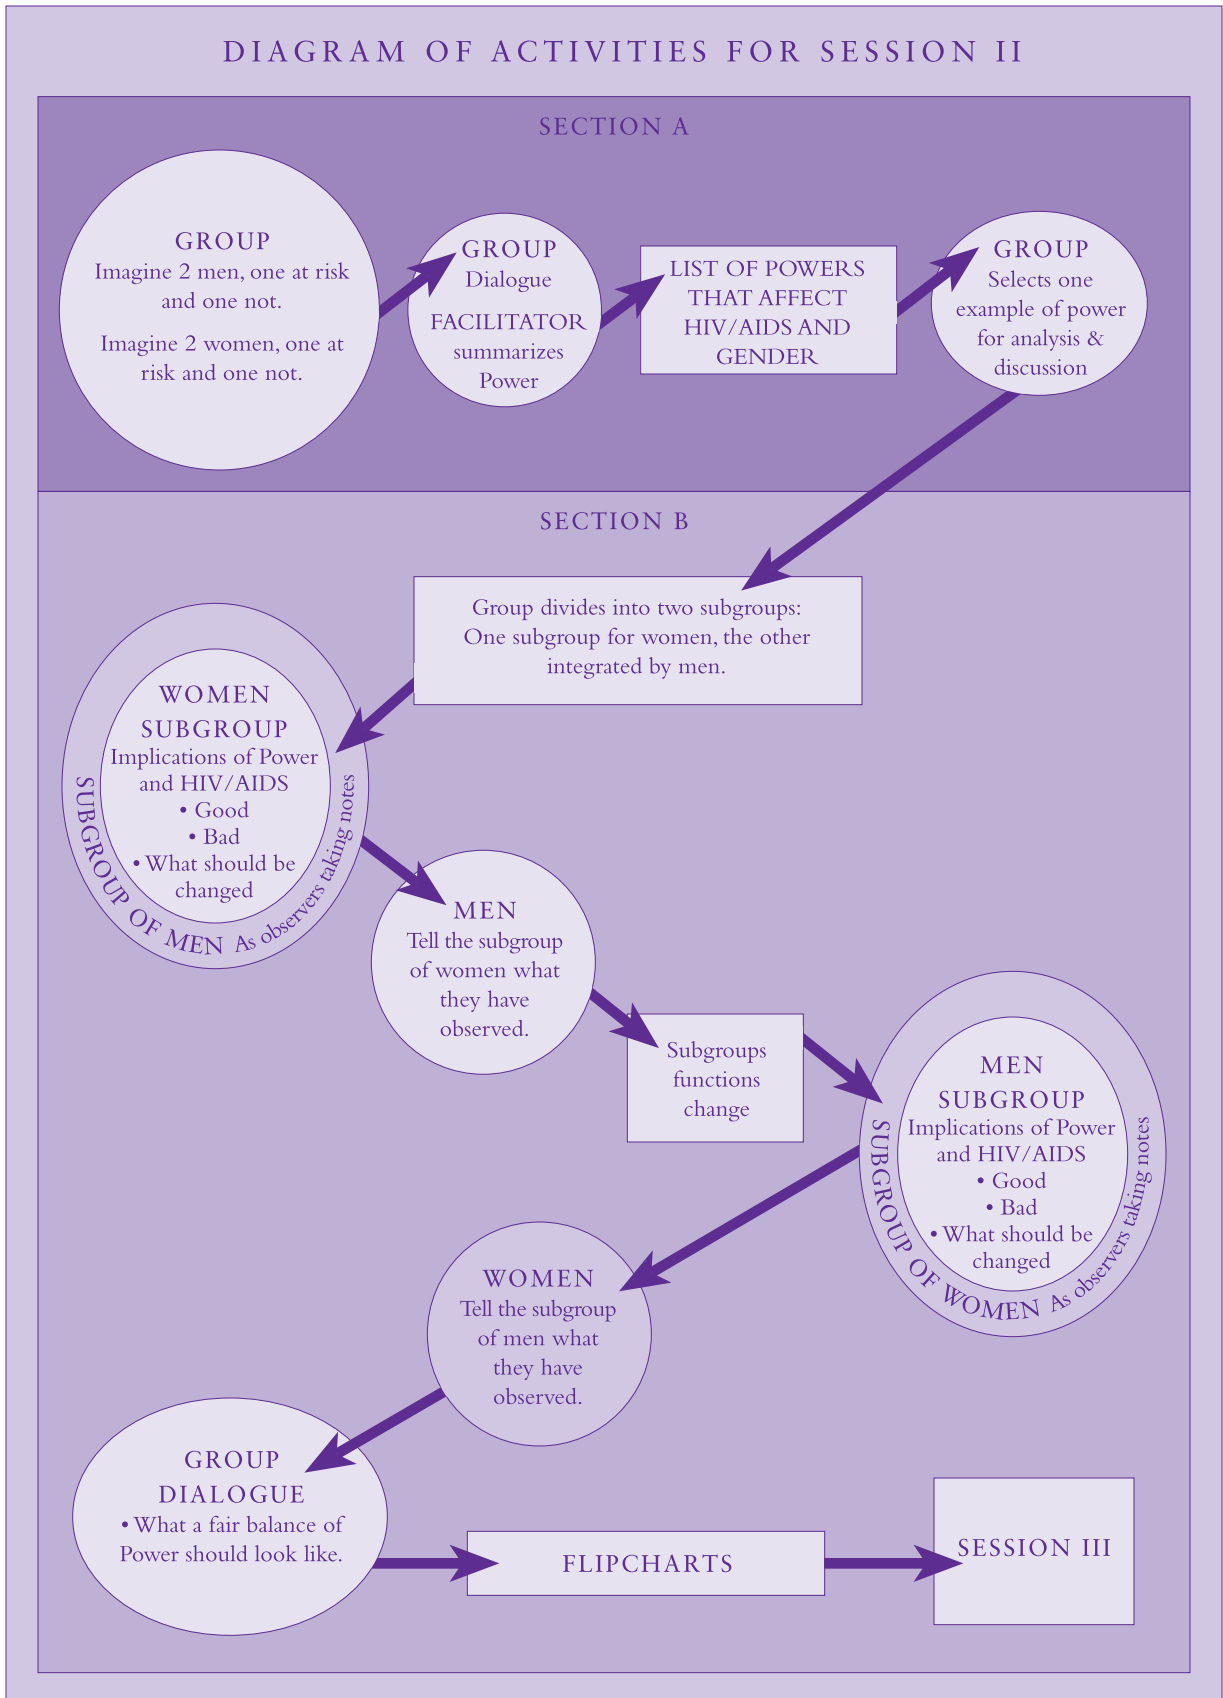 DIAGRAM OF ACTIVITIES FOR SESSION II
SECTION A
GROUP
Imagine 2 men, one at risk
and one not.
Imagine 2 women, one at
risk and one not.
GROUP
Dialogue
FACILITATOR
summarizes
Power
LIST OF POWERS
THAT AFFECT
HIV/AIDS AND
GENDER
GROUP
Selects one
example of power
for analysis &
discussion
SECTION B
Group divides into two subgroups:
One subgroup for women, the other
integrated by men.
WOMEN
SUBGROUP
Implications of Power
and HIV/AIDS
• Good
• Bad
• What should be
changed
SUBGROUP OF MEN As observers taking notes
MEN
Tell the subgroup
of women what
they have
observed.
Subgroups
functions
change
MEN
SUBGROUP
Implications of Power
and HIV/AIDS
• Good
• Bad
• What should be
changed
SUBGROUP OF WOMEN As observers taking notes
WOMEN
Tell the subgroup
of men what
they have
observed.
GROUP
DIALOGUE
• What a fair balance of
Power should look like.
FLIPCHARTS
SESSION III